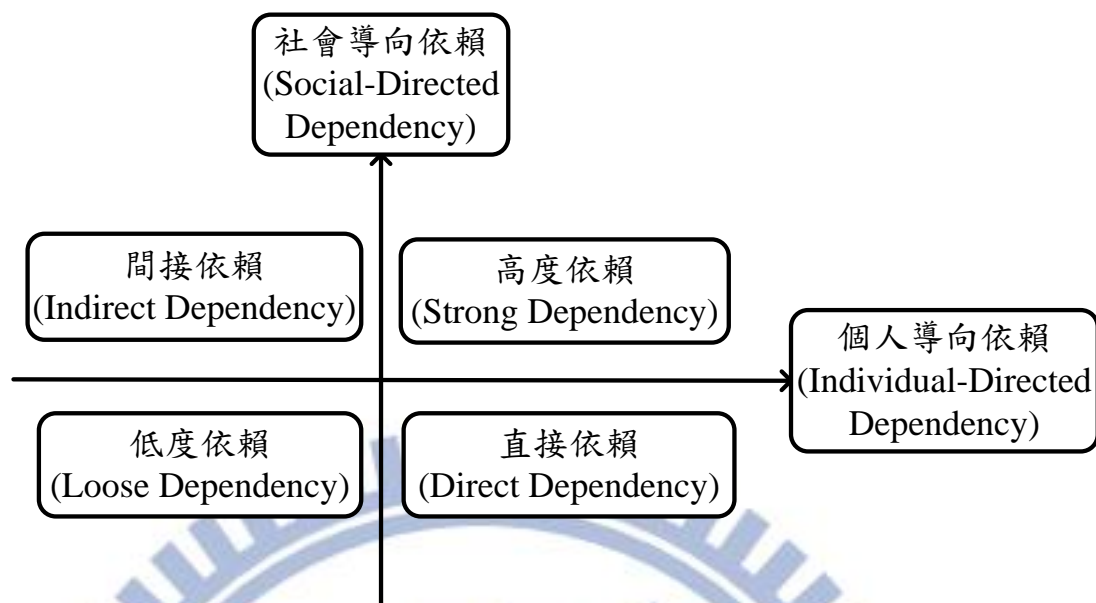 社會導向依賴
(Social-Directed
Dependency)
間接依賴
(Indirect Dependency)
高度依賴
(Strong Dependency)
個人導向依賴
(Individual-Directed
Dependency)
低度依賴
(Loose Dependency)
直接依賴
(Direct Dependency)